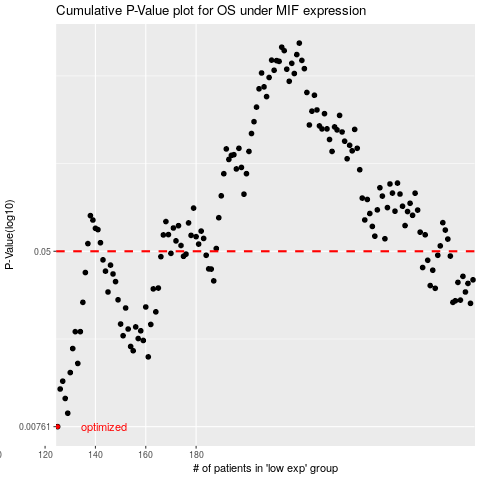 Cumulative P-Value plot for OS under MIF expression
P-Value(log10)
0.05
0.00761
optimized
0 120 140 160 180
# of patients in 'low exp' group